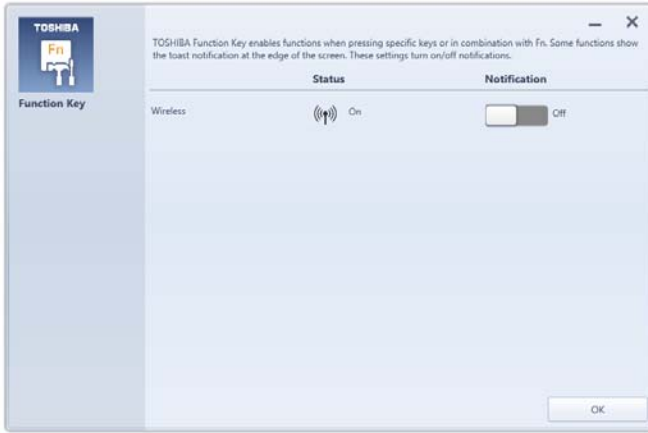 TOSHIBA
Fn
Function Key
TOSHIBA Function Key enables functions when pressing specific keys or in combination with Fn. Some functions show
the toast notification at the edge of the screen. These settings turn on/off notifications.
Status Notification
Wireless On Off
OK